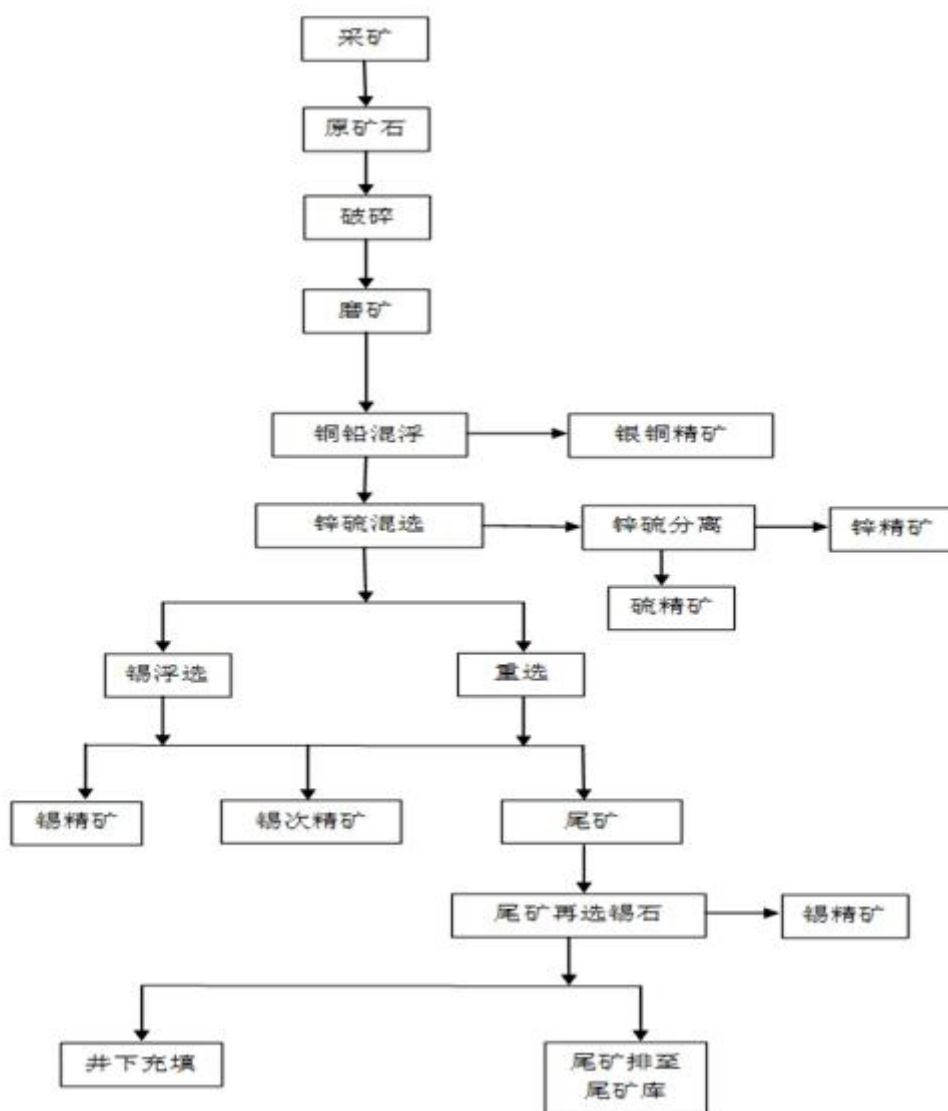 采矿
原矿石
破碎
磨矿
铜铅混浮
银铜精矿
锌硫混选
锌硫分离
锌精矿
硫精矿
锡浮选
重选
锡精矿
锡次精矿
尾矿
尾矿再选锡石
锡精矿
井下充填
尾矿排至
尾矿库